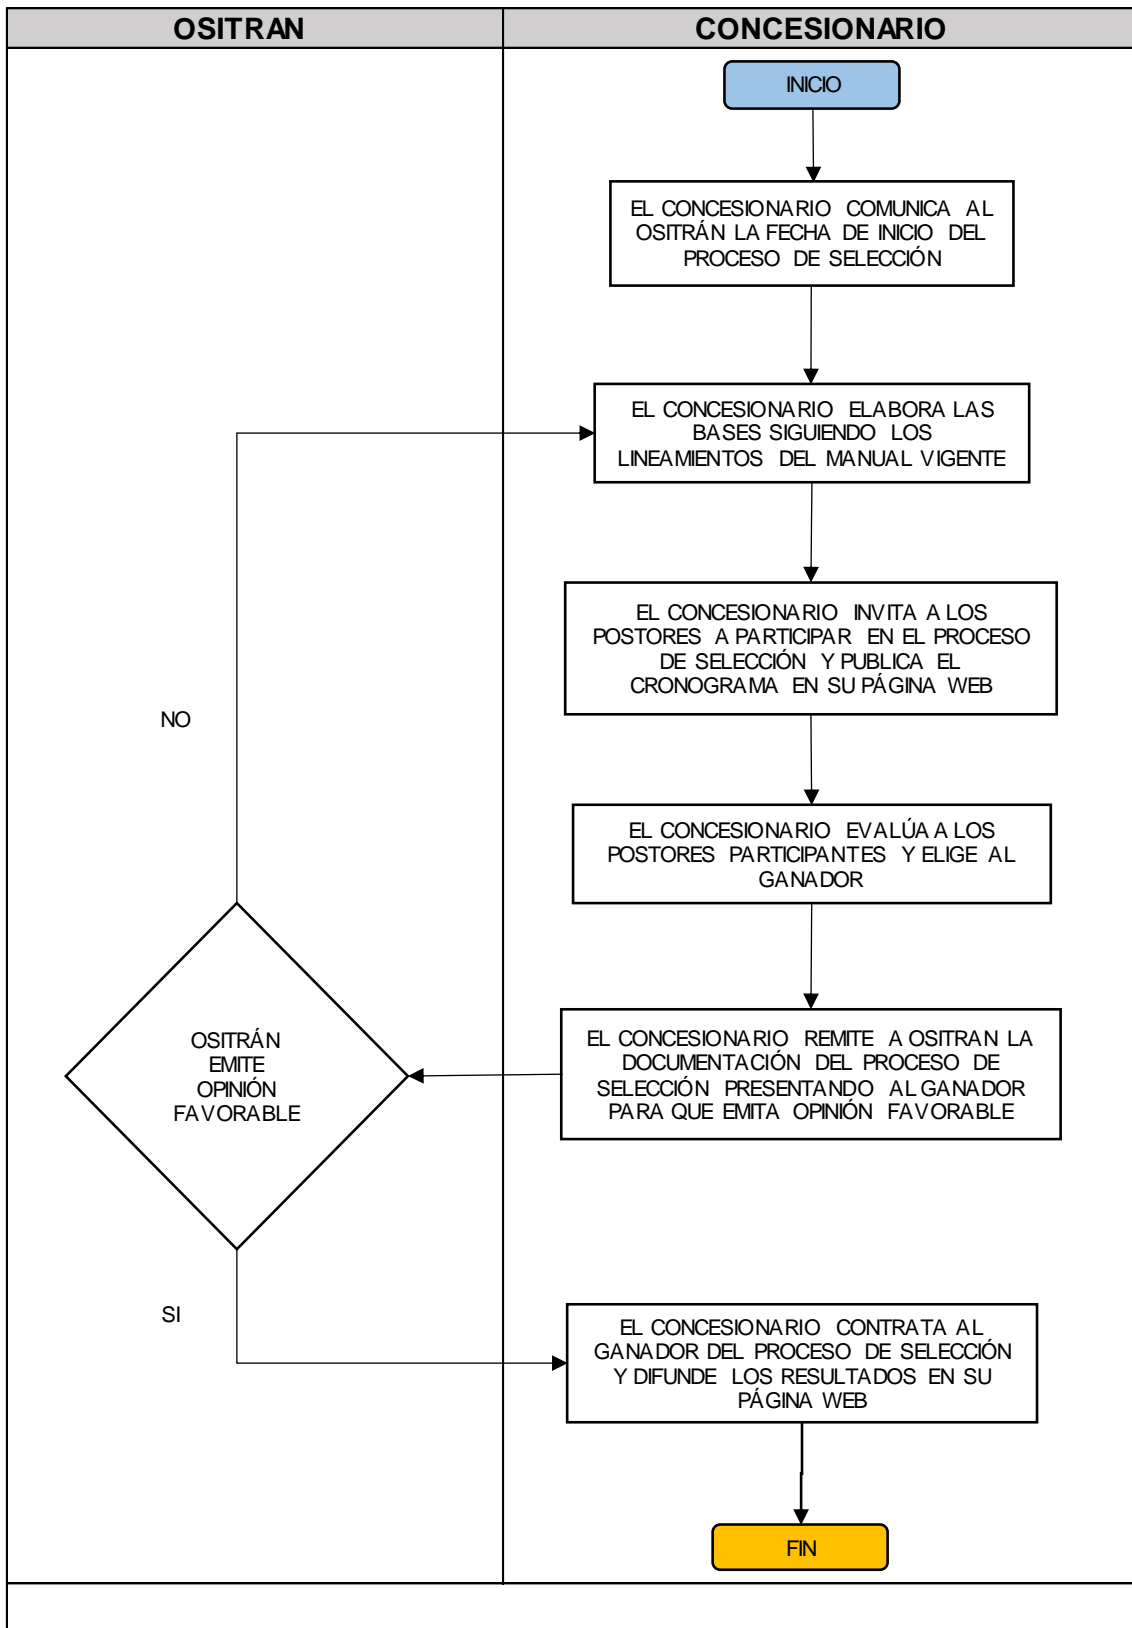 OSITRAN
CONCESIONARIO
INICIO
EL CONCESIONARIO COMUNICA AL
OSITRÁN LA FECHA DE INICIO DEL
PROCESO DE SELECCIÓN
EL CONCESIONARIO ELABORA LAS
BASES SIGUIENDO LOS
LINEAMIENTOS DEL MANUAL VIGENTE
EL CONCESIONARIO INVITA A LOS
POSTORES A PARTICIPAR EN EL PROCESO
DE SELECCIÓN Y PUBLICA EL
CRONOGRAMA EN SU PÁGINA WEB
NO
EL CONCESIONARIO EVALÚA A LOS
POSTORES PARTICIPANTES Y ELIGE AL
GANADOR
EL CONCESIONARIO REMITE A OSITRAN LA
DOCUMENTACIÓN DEL PROCESO DE
SELECCIÓN PRESENTANDO AL GANADOR
PARA QUE EMITA OPINIÓN FAVORABLE
OSITRÁN
EMITE
OPINIÓN
FAVORABLE
SI
EL CONCESIONARIO CONTRATA AL
GANADOR DEL PROCESO DE SELECCIÓN
Y DIFUNDE LOS RESULTADOS EN SU
PÁGINA WEB
FIN